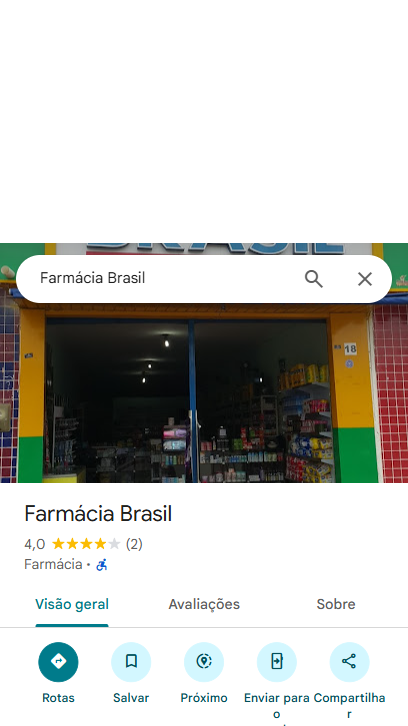 BRASIL
Farmácia Brasil
18
Farmácia Brasil
4,0 (2)
Farmácia ·
Visão geral Avaliações Sobre
Rotas Salvar Próximo Enviar para o Compartilhar